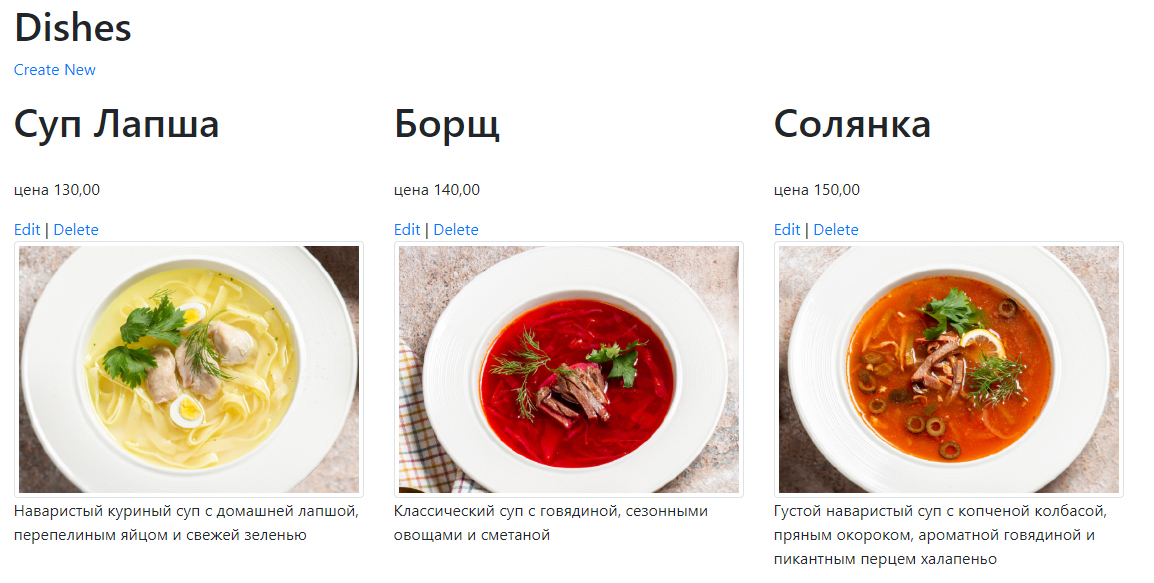 Dishes
Create New
Суп Лапша
цена 130,00
Edit | Delete
Наваристый куриный суп с домашней лапшой,
перепелиным яйцом и свежей зеленью
Борщ
цена 140,00
Edit | Delete
Классический суп с говядиной, сезонными
овощами и сметаной
Солянка
цена 150,00
Edit | Delete
Густой наваристый суп с копченой колбасой,
пряным окороком, ароматной говядиной и
пикантным перцем халапеньо